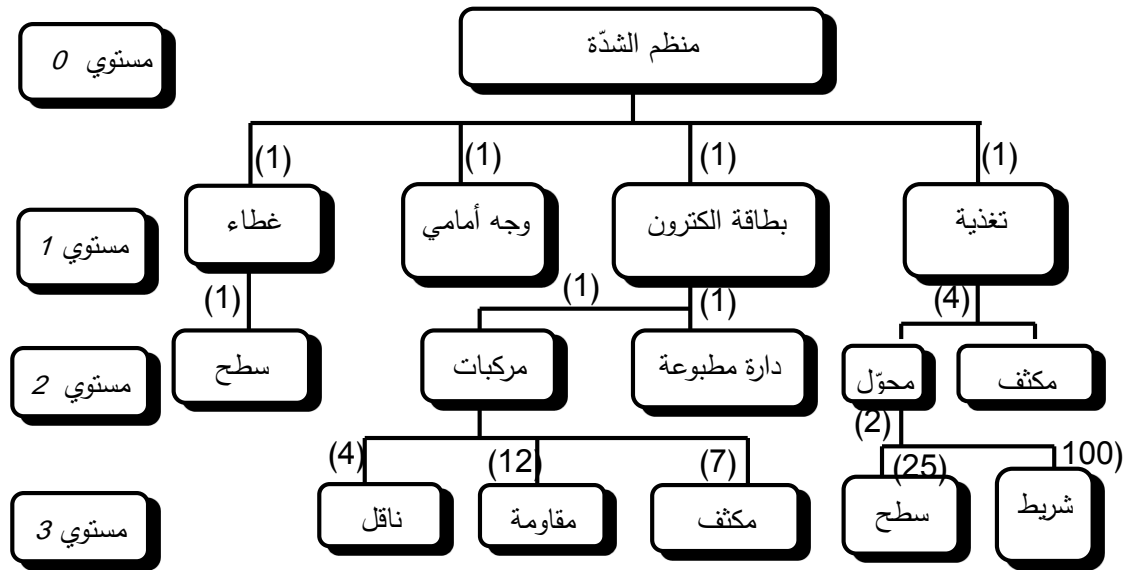 منظم الشدّة
مستوي 0
(1)
(1)
(1)
(1)
غطاء
وجه أمامي
بطاقة الكترون
تغذية
مستوي 1
(1)
(1)
(1)
(4)
سطح
مركبات
دارة مطبوعة
محوّل
مكثف
مستوي 2
(2)
(4)
(12)
(7)
(25)
100)
ناقل
مقاومة
مكثف
سطح
شريط
مستوي 3